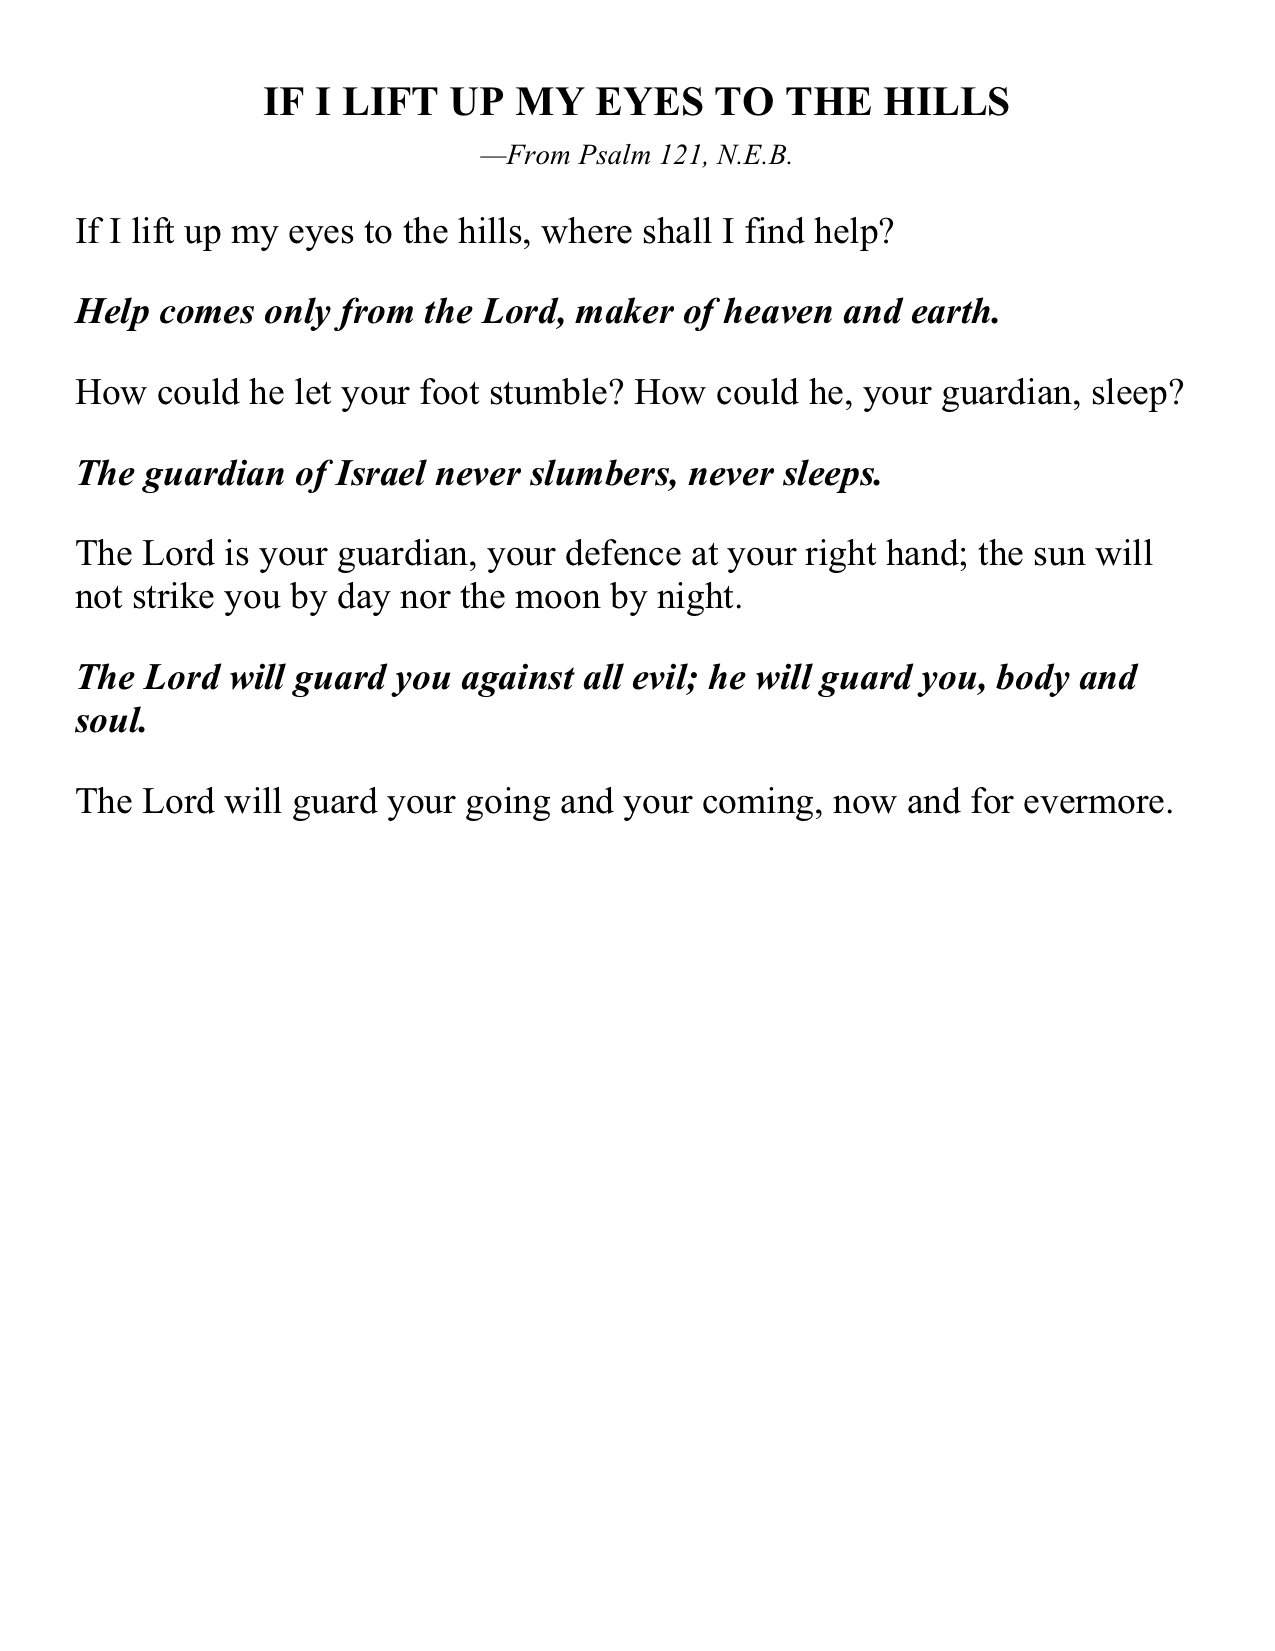 IF I LIFT UP MY EYES TO THE HILLS
—From Psalm 121, N.E.B.
If I lift up my eyes to the hills, where shall I find help?
Help comes only from the Lord, maker of heaven and earth.
How could he let your foot stumble? How could he, your guardian, sleep?
The guardian of Israel never slumbers, never sleeps.
The Lord is your guardian, your defence at your right hand; the sun will
not strike you by day nor the moon by night.
The Lord will guard you against all evil; he will guard you, body and
soul.
The Lord will guard your going and your coming, now and for evermore.